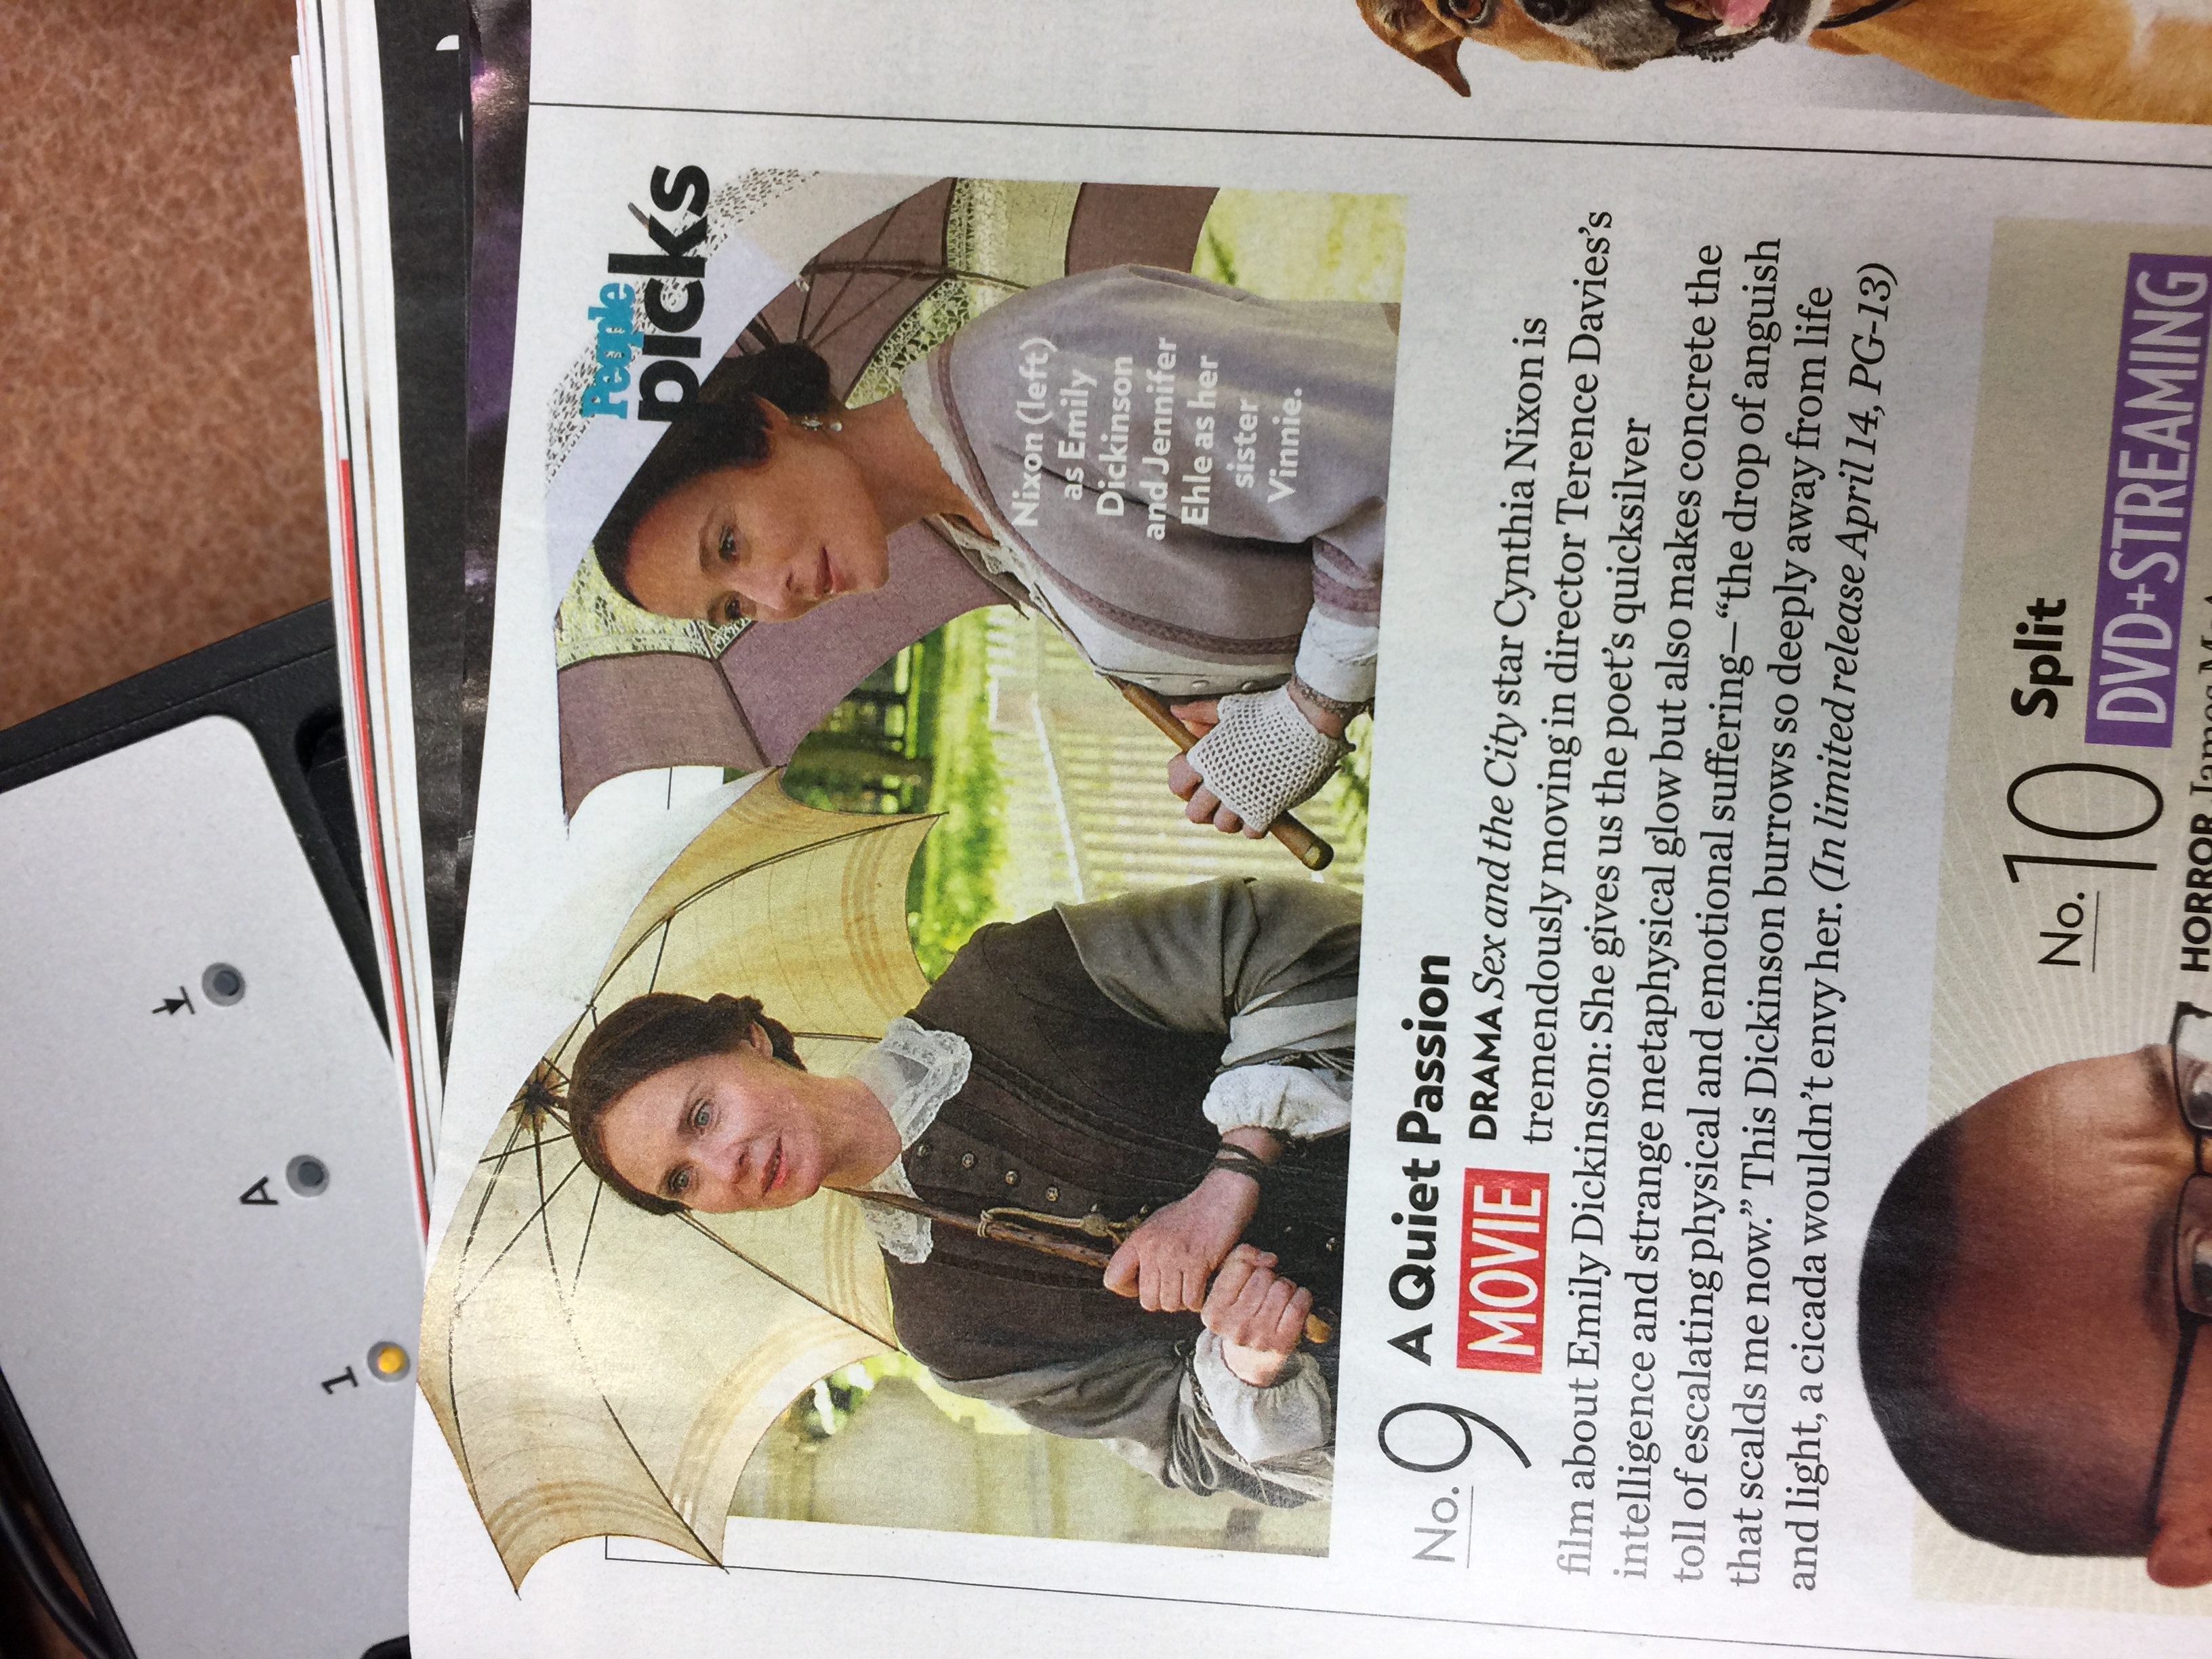 1
A
People
picks
Nixon (left)
as Emily
Dickinson
and Jennifer
Ehle as her
sister
Vinnie.
No. 9
A Quiet Passion
MOVIE
DRAMA Sex and the City star Cynthia Nixon is
tremendously moving in director Terence Davies’s
film about Emily Dickinson: She gives us the poet’s quicksilver
intelligence and strange metaphysical glow but also makes concrete the
toll of escalating physical and emotional suffering—“the drop of anguish
that scalds me now.” This Dickinson burrows so deeply away from life
and light, a cicada wouldn’t envy her. (In limited release April 14, PG-13)
No. 10
Split
DVD+STREAMING
HORROR James